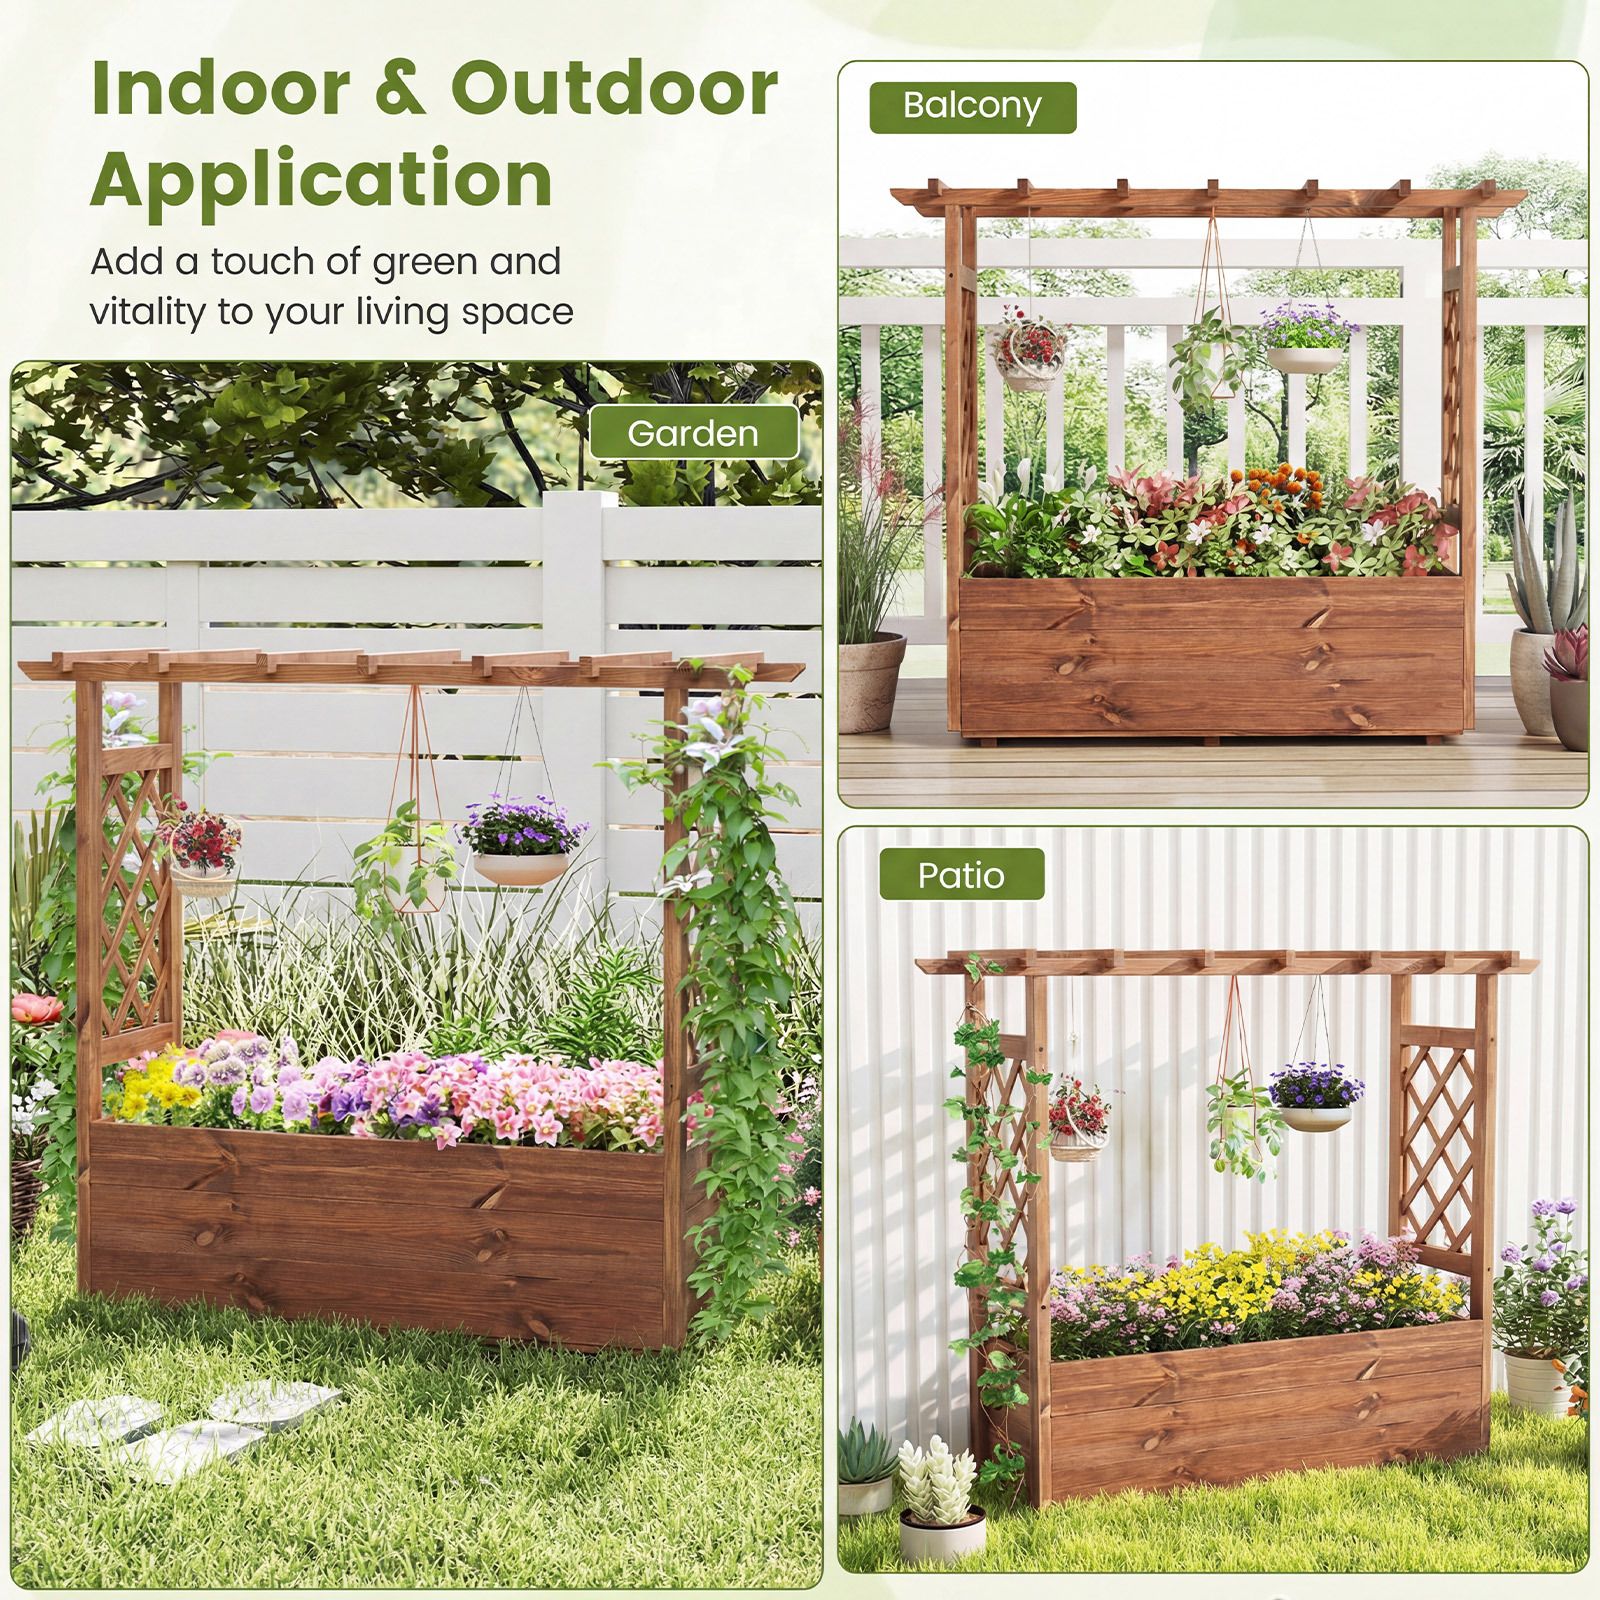 Indoor & Outdoor
Application
Add a touch of green and
vitality to your living space
Garden
Balcony
Patio